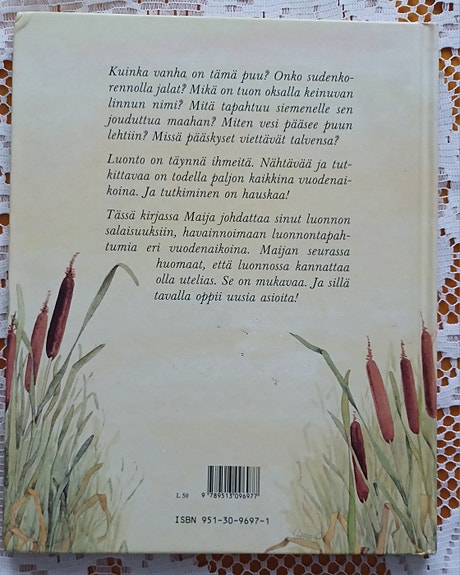 Kuinka vanha on tämä puu? Onko sudenko-
rennolla jalat? Mikä on tuon oksalla keinuvan
linnun nimi? Mitä tapahtuu siemenelle sen
jouduttua maahan? Miten vesi pääsee puun
lehtiin? Missä pääskyset viettävät talvensa?
Luonto on täynnä ihmeitä. Nähtävää ja tut-
kittavaa on todella paljon kaikkina vuodenai-
koina. Ja tutkiminen on hauskaa!
Tässä kirjassa Maija johdattaa sinut luonnon
salaisuuksiin, havainnoimaan luonnontapah-
tumia eri vuodenaikoina. Maijan seurassa
huomaat, että luonnossa kannattaa
olla utelias. Se on mukavaa. Ja sillä
tavalla oppii uusia asioita!
L 50 9 789513 096977
ISBN 951-30-9697-1